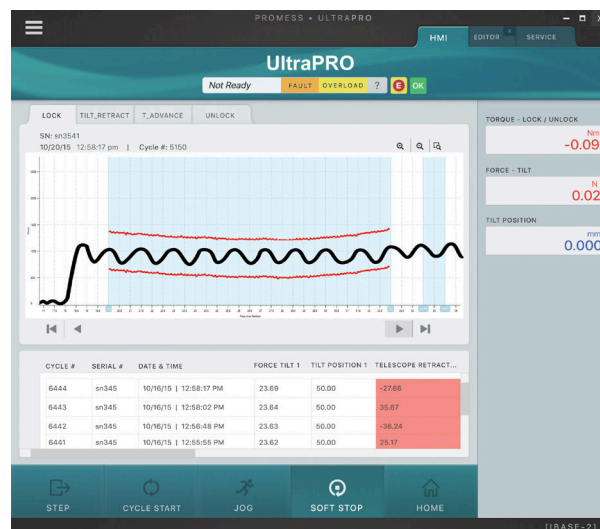 PROMESS • ULTRAPRO
HMI
EDITOR
x
SERVICE
UltraPRO
Not Ready
FAULT
OVERLOAD
?
E
OK
LOCK
TILT_RETRACT
T_ADVANCE
UNLOCK
SN: sn3541
10/20/15 12:58:17 pm | Cycle #: 5150
TORQUE - LOCK / UNLOCK
Nm
-0.09
FORCE - TILT
N
0.02
TILT POSITION
mm
0.000
CYCLE # SERIAL # DATE & TIME FORCE TILT 1 TILT POSITION 1 TELESCOPE RETRACT...
6444 sn345 10/16/15 | 12:58:17 PM 23.69 50.00 -27.66
6443 sn345 10/16/15 | 12:58:02 PM 23.64 50.00 35.67
6442 sn345 10/16/15 | 12:56:48 PM 23.63 50.00 -36.24
6441 sn345 10/16/15 | 12:55:55 PM 23.62 50.00 25.17
STEP
CYCLE START
JOG
SOFT STOP
HOME